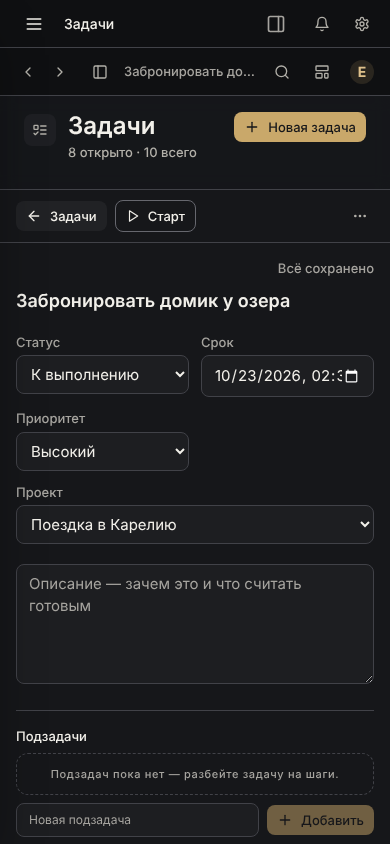 Задачи
Забронировать до...
E
Задачи
8 открыто · 10 всего
Новая задача
Задачи
Старт
Всё сохранено
Забронировать домик у озера
Статус
Срок
К выполнению
10/23/2026, 02:3
Приоритет
Высокий
Проект
Поездка в Карелию
Описание — зачем это и что считать
готовым
Подзадачи
Подзадач пока нет — разбейте задачу на шаги.
Новая подзадача
Добавить